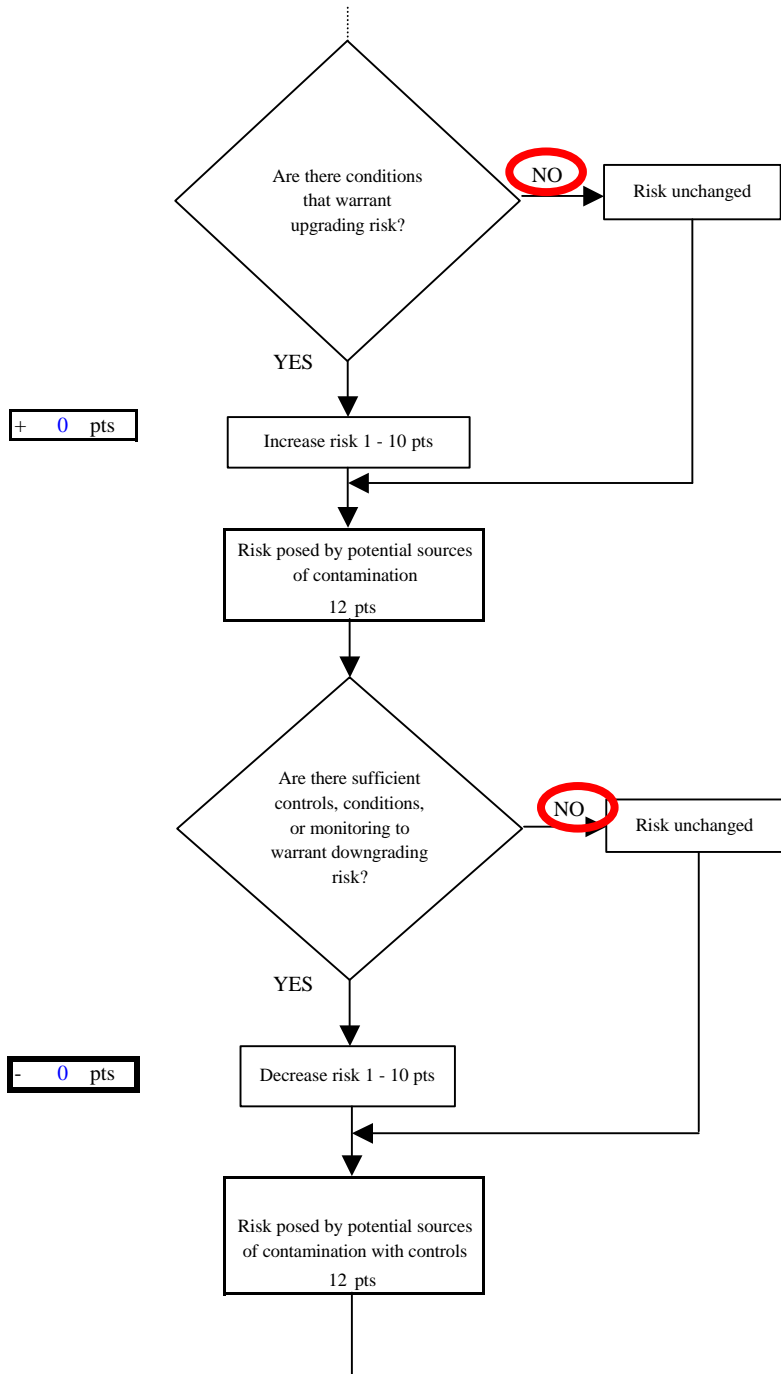 Are there conditions
that warrant
upgrading risk?
NO
Risk unchanged
YES
+ 0 pts
Increase risk 1 - 10 pts
Risk posed by potential sources
of contamination
12 pts
Are there sufficient
controls, conditions,
or monitoring to
warrant downgrading
risk?
NO
Risk unchanged
YES
- 0 pts
Decrease risk 1 - 10 pts
Risk posed by potential sources
of contamination with controls
12 pts